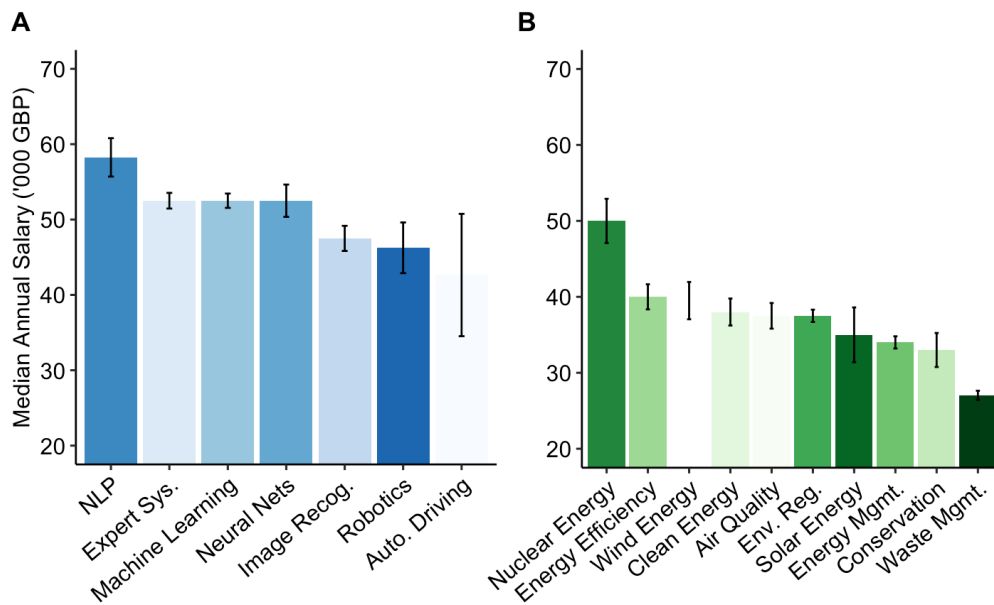 A
Median Annual Salary ('000 GBP)
70
60
50
40
30
20
NLP
Expert Sys.
Machine Learning
Neural Nets
Image Recog.
Robotics
Auto. Driving
B
70
60
50
40
30
20
Nuclear Energy
Energy Efficiency
Wind Energy
Clean Energy
Air Quality
Env. Reg.
Solar Energy
Energy Mgmt.
Conservation
Waste Mgmt.